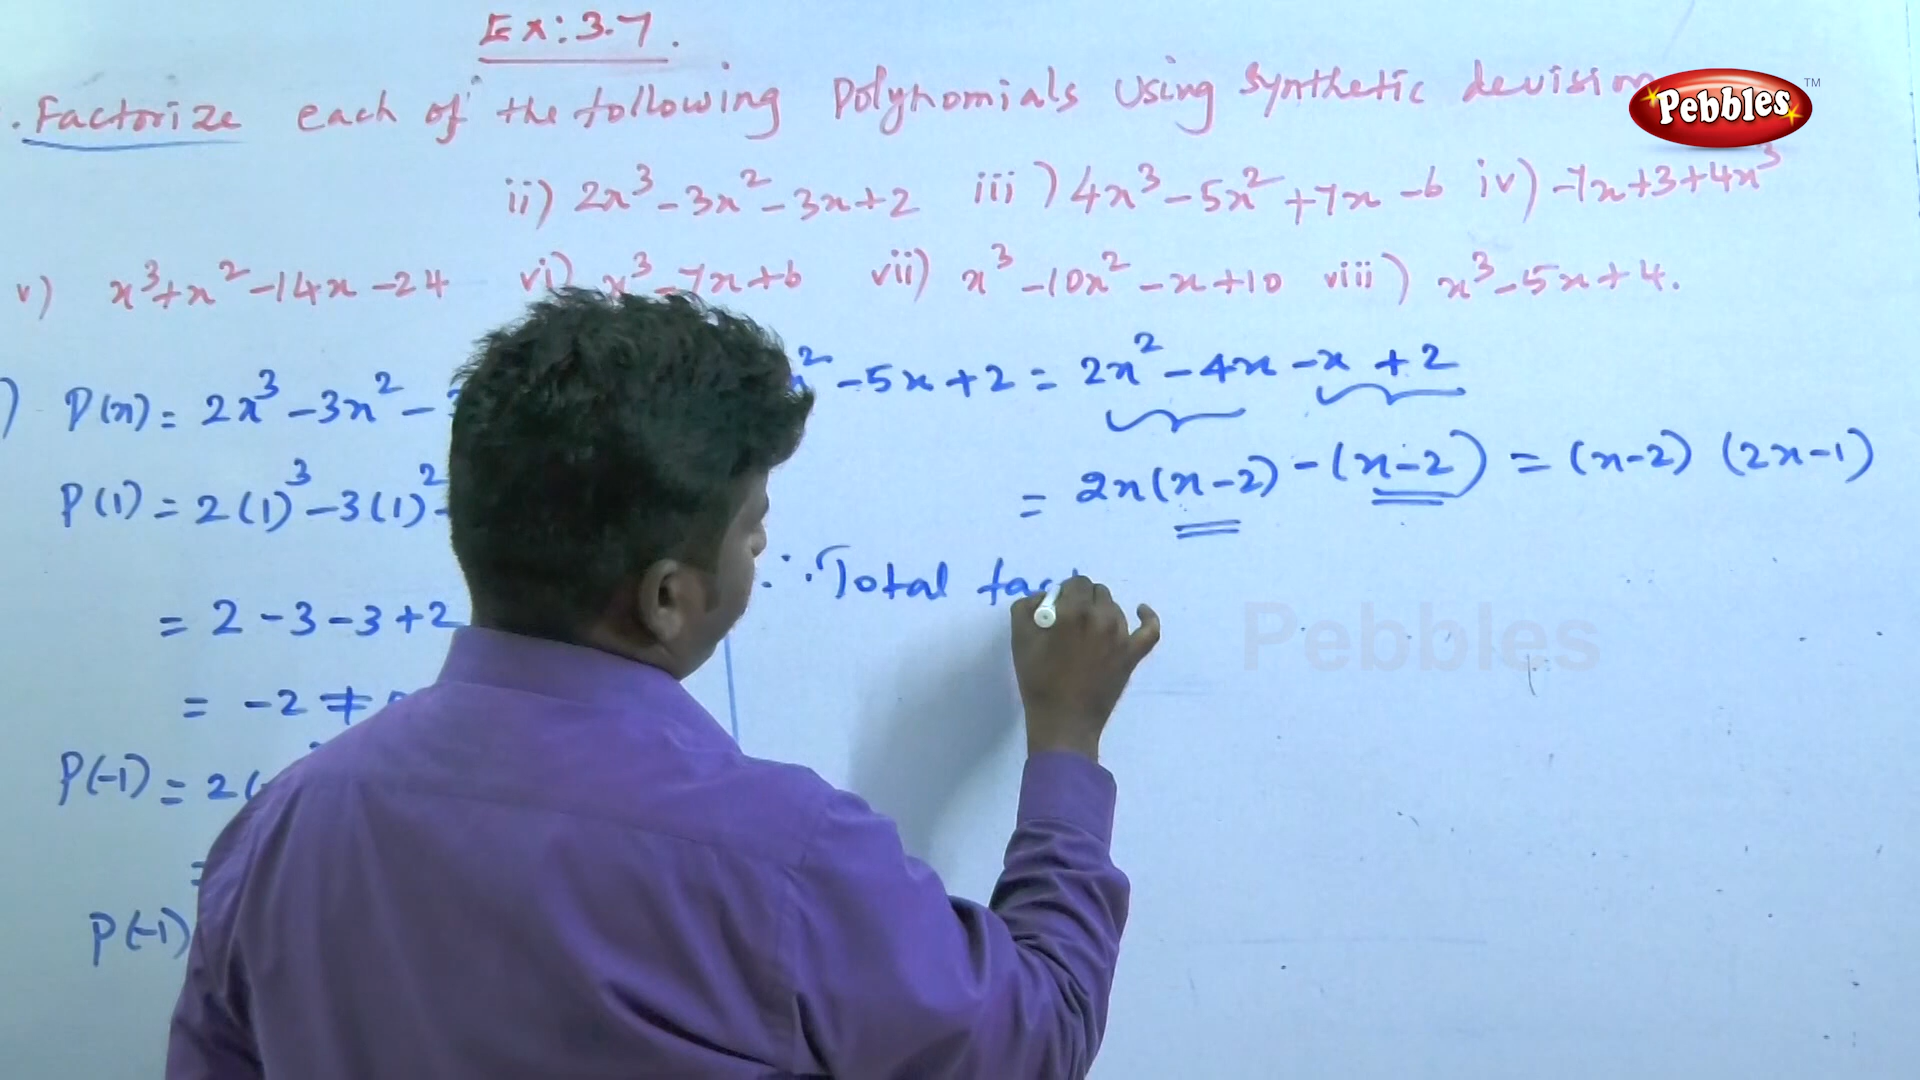 Ex: 3.7.
. Factorize each of the following Polynomials using synthetic devision
Pebbles TM
ii) 2x³ - 3x² - 3x + 2 iii) 4x³ - 5x² + 7x - 6 iv) -7x + 3 + 4x³
v) x³ + x² - 14x - 24 vi) x³ - 7x + 6 vii) x³ - 10x² - x + 10 viii) x³ - 5x + 4.
) P(x) = 2x³ - 3x² -
P(1) = 2(1)³ - 3(1)² -
= 2 - 3 - 3 + 2
= -2 ≠
P(-1) = 2(
=
P(-1)
x² - 5x + 2 = 2x² - 4x - x + 2
= 2x(x-2) - (x-2) = (x-2) (2x-1)
∴ Total fact
Pebbles